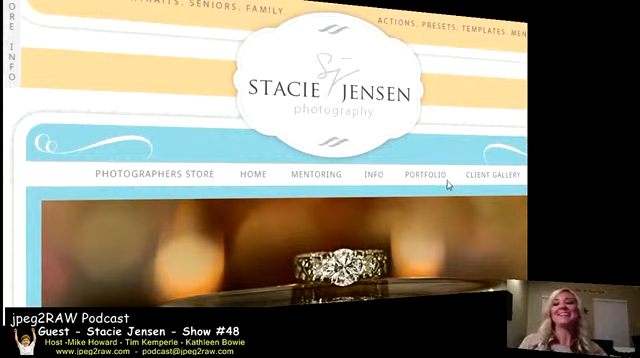 ORE INFO
TRAITS. SENIORS. FAMILY.
ACTIONS. PRESETS. TEMPLATES. MEN
STACIE JENSEN
sj
photography
PHOTOGRAPHERS STORE HOME MENTORING INFO PORTFOLIO CLIENT GALLERY
jpeg2RAW Podcast
Guest - Stacie Jensen - Show #48
Host -Mike Howard - Tim Kemperle - Kathleen Bowie
www.jpeg2raw.com - podcast@jpeg2raw.com